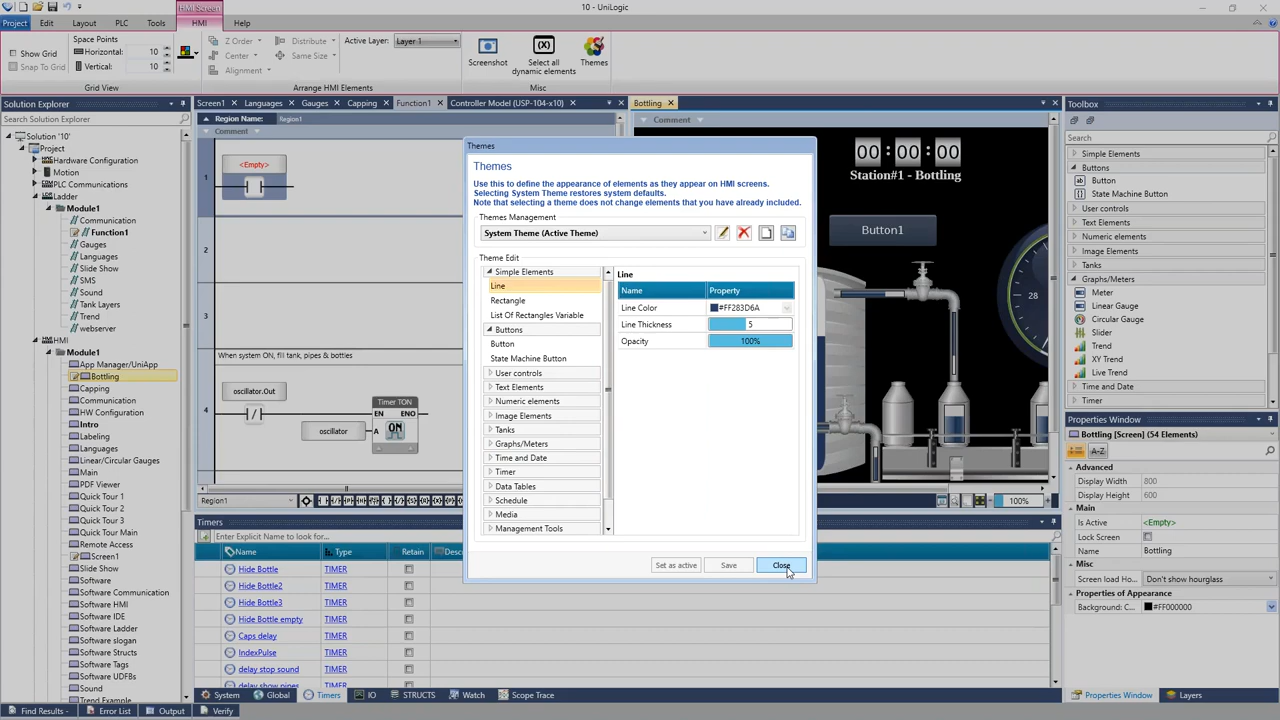 10 - UniLogic
HMI Screen
Project
Edit
Layout
PLC
Tools
HMI
Help
Show Grid
Snap To Grid
Space Points
Horizontal: 10
Vertical: 10
Grid View
Z Order
Distribute
Center
Same Size
Alignment
Active Layer: Layer 1
Arrange HMI Elements
Screenshot
Select all dynamic elements
Themes
Misc
Solution Explorer
Search Solution Explorer
Solution '10'
Project
Hardware Configuration
Motion
PLC Communications
Ladder
Module1
Communication
Function1
Gauges
Languages
Slide Show
SMS
Sound
Tank Layers
Trend
webserver
HMI
Module1
App Manager/UniApp
Bottling
Capping
Communication
HW Configuration
Intro
Labeling
Languages
Linear/Circular Gauges
Main
PDF Viewer
Quick Tour 1
Quick Tour 2
Quick Tour 3
Remote Access
Screen1
Slide Show
Software
Software Communication
Software HMI
Software IDE
Software Ladder
Software slogan
Software Structs
Software Tags
Software UDFBs
Sound
Trend Example
Screen1
Languages
Gauges
Capping
Function1
Controller Model (USP-104-x10)
Region Name: Region1
Comment
1
<Empty>
When system ON, fIl tank, pipes & bottles
4
oscillator.Out
Timer TON
EN ENO
oscillator
A
ON
Region1
Bottling
Comment
00 : 00 : 00
Station#1 - Bottling
Button1
28
100%
Themes
Themes
Use this to define the appearance of elements as they appear on HMI screens.
Selecting System Theme restores system defaults.
Note that selecting a theme does not change elements that you have already included.
Themes Management
System Theme (Active Theme)
Theme Edit
Simple Elements
Line
Rectangle
List Of Rectangles Variable
Buttons
Button
State Machine Button
User controls
Text Elements
Numeric elements
Image Elements
Tanks
Graphs/Meters
Time and Date
Timer
Data Tables
Schedule
Media
Management Tools
Line
Name Property
Line Color #FF283D6A
Line Thickness 5
Opacity 100%
Set as active
Save
Close
Timers
Enter Explicit Name to look for...
Name Type Retain
Hide Bottle TIMER
Hide Bottle2 TIMER
Hide Bottle3 TIMER
Hide Bottle empty TIMER
Caps delay TIMER
IndexPulse TIMER
delay stop sound TIMER
delay show pipes TIMER
System
Global
Timers
IO
STRUCTS
Watch
Scope Trace
Toolbox
Search
Simple Elements
Buttons
Button
State Machine Button
User controls
Text Elements
Numeric elements
Image Elements
Tanks
Graphs/Meters
Meter
Linear Gauge
Circular Gauge
Slider
Trend
XY Trend
Live Trend
Time and Date
Timer
Properties Window
Bottling [Screen] (54 Elements)
A-Z
Advanced
Display Width 800
Display Height 600
Main
Is Active <Empty>
Lock Screen
Name Bottling
Misc
Screen load Ho... Don't show hourglass
Properties of Appearance
Background: C... #FF000000
Properties Window
Layers
Find Results -
Error List
Output
Verify